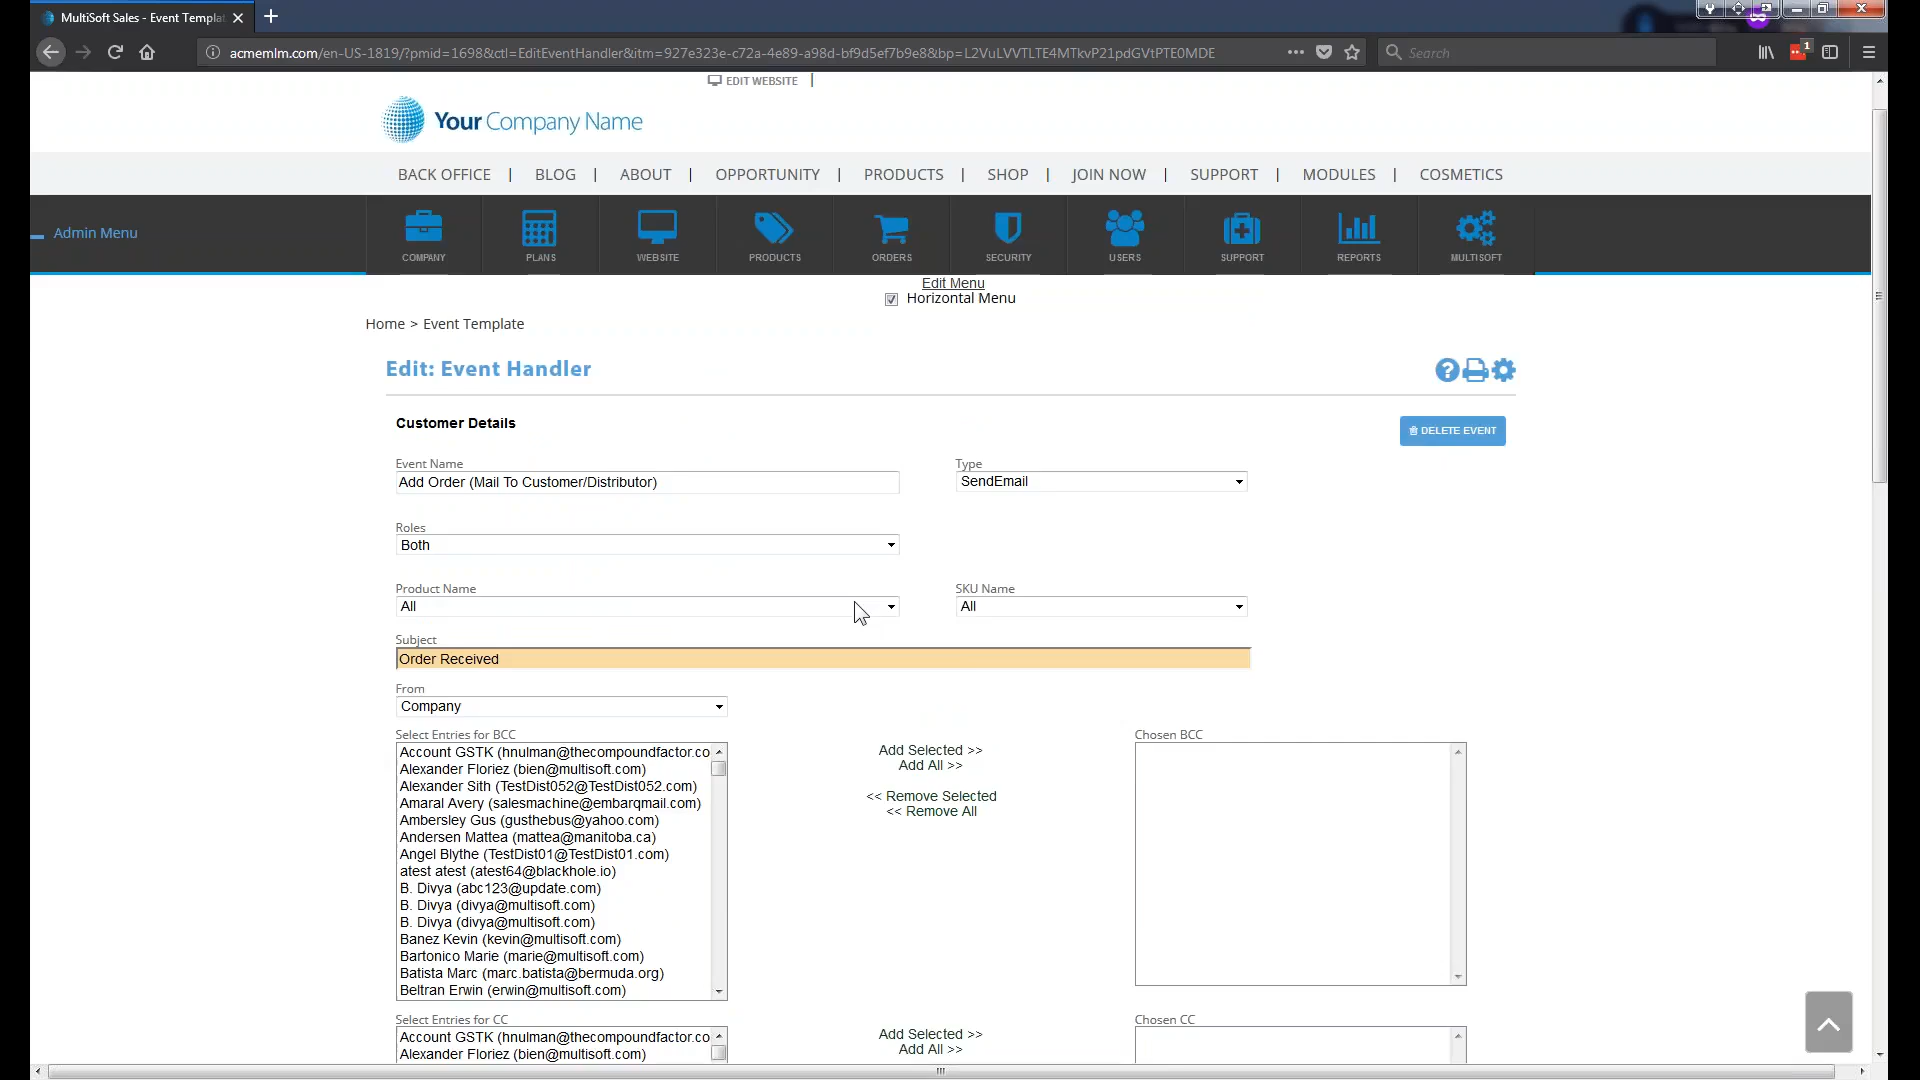 MultiSoft Sales - Event Templat
acmemlm.com/en-US-1819/?pmid=1698&ctl=EditEventHandler&itm=927e323e-c72a-4e89-a98d-bf9d5ef7b9e8&bp=L2VuLVVTLTE4MTkvP21pdGVtPTE0MDE
Search
1
EDIT WEBSITE |
Your Company Name
BACK OFFICE | BLOG | ABOUT | OPPORTUNITY | PRODUCTS | SHOP | JOIN NOW | SUPPORT | MODULES | COSMETICS
Admin Menu
COMPANY PLANS WEBSITE PRODUCTS ORDERS SECURITY USERS SUPPORT REPORTS MULTISOFT
Edit Menu
Horizontal Menu
Home > Event Template
Edit: Event Handler
Customer Details
DELETE EVENT
Event Name Type
Add Order (Mail To Customer/Distributor) SendEmail
Roles
Both
Product Name SKU Name
All All
Subject
Order Received
From
Company
Select Entries for BCC Chosen BCC
Account GSTK (hnulman@thecompoundfactor.co Add Selected >>
Alexander Floriez (bien@multisoft.com) Add All >>
Alexander Sith (TestDist052@TestDist052.com)
Amaral Avery (salesmachine@embarqmail.com) << Remove Selected
Ambersley Gus (gusthebus@yahoo.com) << Remove All
Andersen Mattea (mattea@manitoba.ca)
Angel Blythe (TestDist01@TestDist01.com)
atest atest (atest64@blackhole.io)
B. Divya (abc123@update.com)
B. Divya (divya@multisoft.com)
B. Divya (divya@multisoft.com)
Banez Kevin (kevin@multisoft.com)
Bartonico Marie (marie@multisoft.com)
Batista Marc (marc.batista@bermuda.org)
Beltran Erwin (erwin@multisoft.com)
Select Entries for CC Chosen CC
Account GSTK (hnulman@thecompoundfactor.co Add Selected >>
Alexander Floriez (bien@multisoft.com) Add All >>